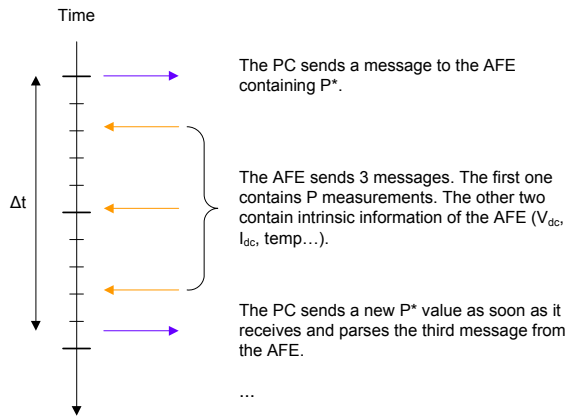 Time
The PC sends a message to the AFE
containing P*.
The AFE sends 3 messages. The first one
contains P measurements. The other two
contain intrinsic information of the AFE (Vdc,
Idc, temp…).
Δt
The PC sends a new P* value as soon as it
receives and parses the third message from
the AFE.
...